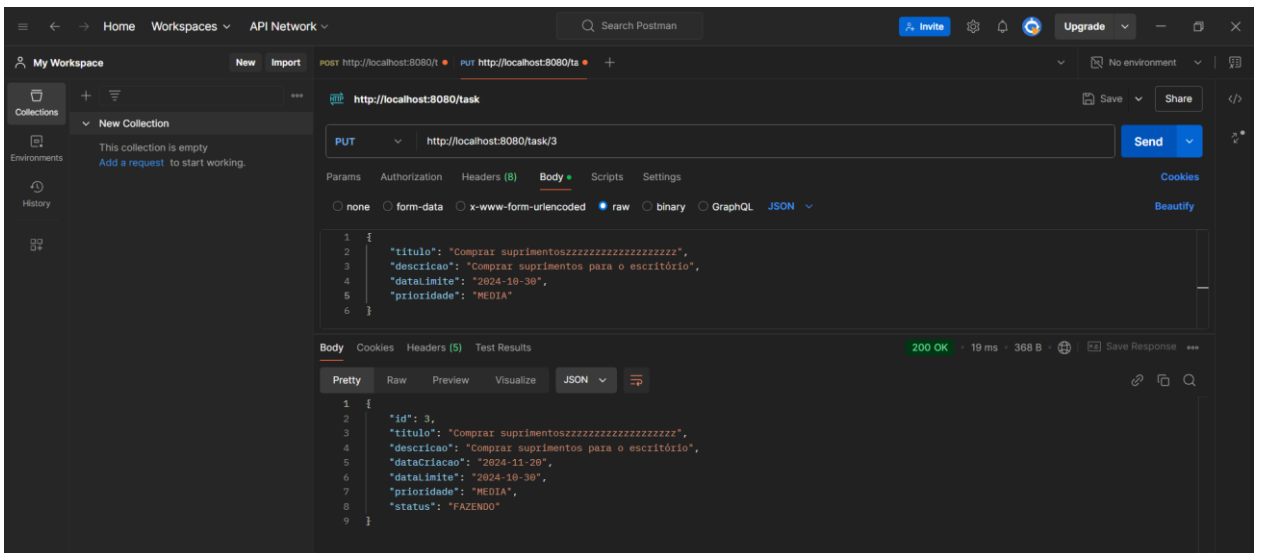 Home Workspaces API Network Search Postman Invite Upgrade
My Workspace New Import POST http://localhost:8080/t PUT http://localhost:8080/ta No environment
Collections
Environments
History
New Collection
This collection is empty
Add a request to start working.
http://localhost:8080/task Save Share
PUT http://localhost:8080/task/3 Send
Params Authorization Headers (8) Body Scripts Settings Cookies
none form-data x-www-form-urlencoded raw binary GraphQL JSON Beautify
1 {
2 "titulo": "Comprar suprimentoszzzzzzzzzzzzzzzzzzzz",
3 "descricao": "Comprar suprimentos para o escritório",
4 "dataLimite": "2024-10-30",
5 "prioridade": "MEDIA"
6 }
Body Cookies Headers (5) Test Results 200 OK 19 ms 368 B Save Response
Pretty Raw Preview Visualize JSON
1 {
2 "id": 3,
3 "titulo": "Comprar suprimentoszzzzzzzzzzzzzzzzzzzz",
4 "descricao": "Comprar suprimentos para o escritório",
5 "dataCriacao": "2024-11-20",
6 "dataLimite": "2024-10-30",
7 "prioridade": "MEDIA",
8 "status": "FAZENDO"
9 }